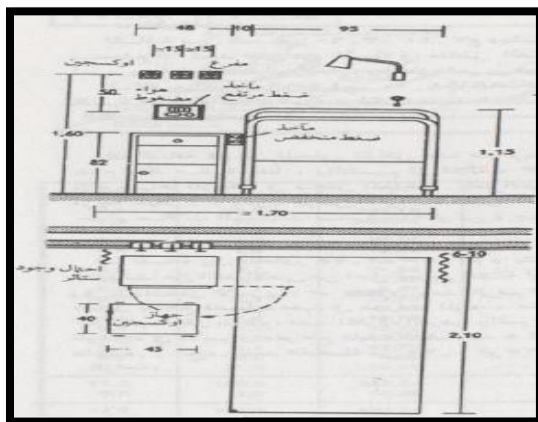 48 10 95
15 ≥15
اوكسجين مفرغ
هواء مضغوط
مأخذ ضغط مرتفع
50
مأخذ ضغط منخفض
1,60
82
1,15
≥ 1,70
6-10
احتمال وجود ستائر
جهاز اوكسجين
40
45
2,10